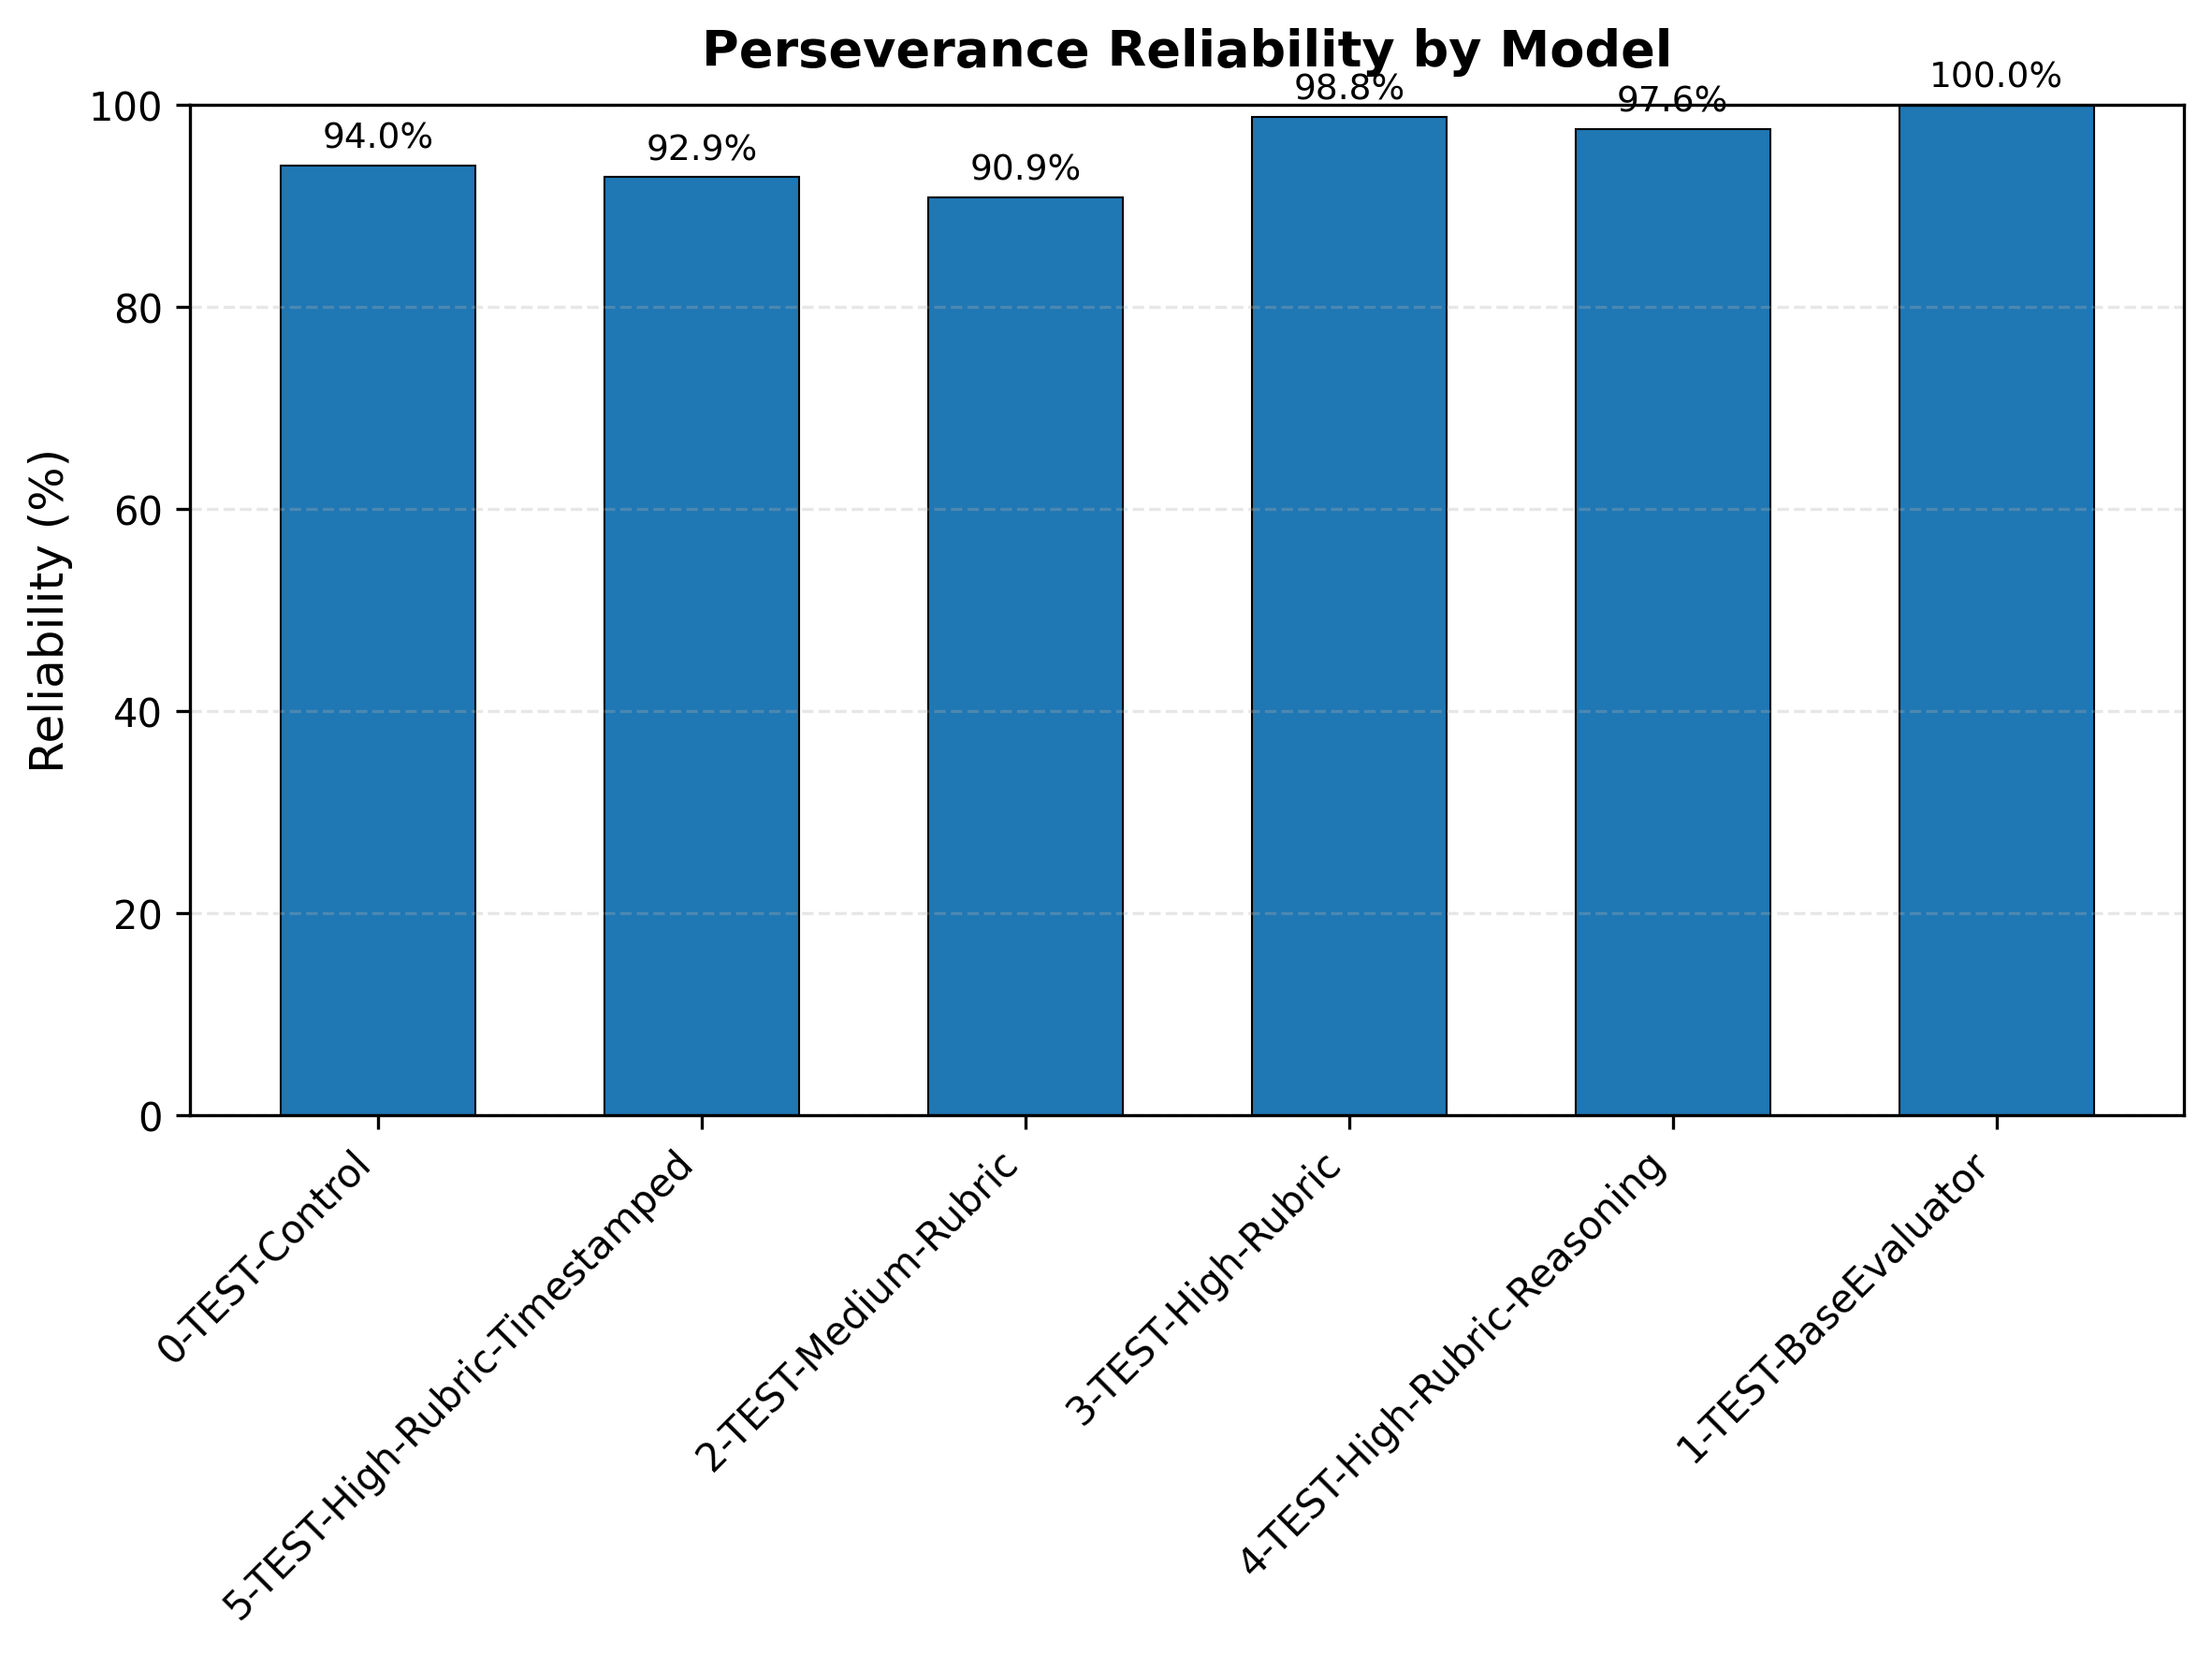 Perseverance Reliability by Model
94.0%
92.9%
90.9%
98.8%
97.6%
100.0%
100
80
60
40
20
0
Reliability (%)
0-TEST-Control
5-TEST-High-Rubric-Timestamped
2-TEST-Medium-Rubric
3-TEST-High-Rubric
4-TEST-High-Rubric-Reasoning
1-TEST-BaseEvaluator